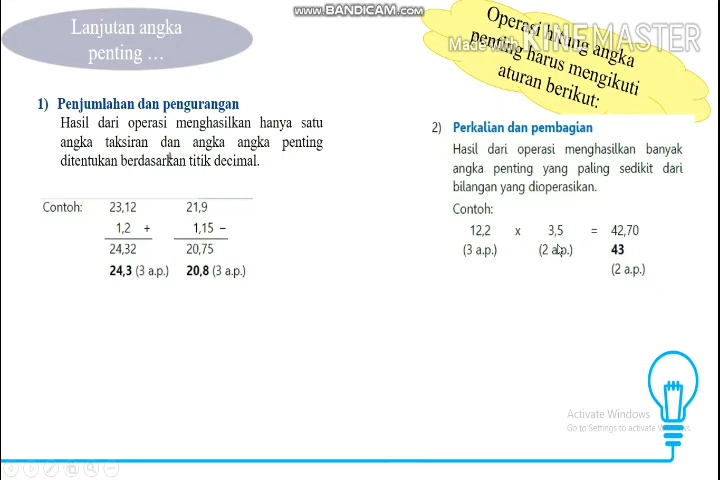 WWW.BANDICAM.COM
Lanjutan angka
penting ...
Operasi hitung angka
penting harus mengikuti
aturan berikut:
Made with KINEMASTER
1) Penjumlahan dan pengurangan
Hasil dari operasi menghasilkan hanya satu
angka taksiran dan angka angka penting
ditentukan berdasarkan titik decimal.
Contoh: 23,12 21,9
1,2 + 1,15 −
24,32 20,75
24,3 (3 a.p.) 20,8 (3 a.p.)
2) Perkalian dan pembagian
Hasil dari operasi menghasilkan banyak
angka penting yang paling sedikit dari
bilangan yang dioperasikan.
Contoh:
12,2 x 3,5 = 42,70
(3 a.p.) (2 a.p.) 43
(2 a.p.)
Activate Windows
Go to Settings to activate Windows.